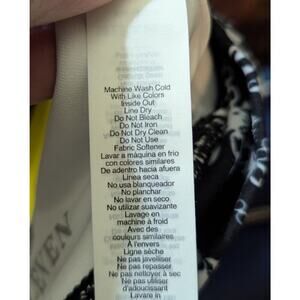 Machine Wash Cold
With Like Colors
Inside Out
Line Dry
Do Not Bleach
Do Not Iron
Do Not Dry Clean
Do Not Use
Fabric Softener
Lavar a máquina en frio
con colores similares
De adentro hacia afuera
Linea seca
No usa blanqueador
No planchar
No lavar en seco
No utilizar suavizante
Lavage en
machine à froid
Avec des
couleurs similaires
À l'envers
Ligne sèche
Ne pas javelliser
Ne pas repasser
Ne pas nettoyer à sec
Ne pas utiliser
d'adoucissant
Lavare in
EVEN